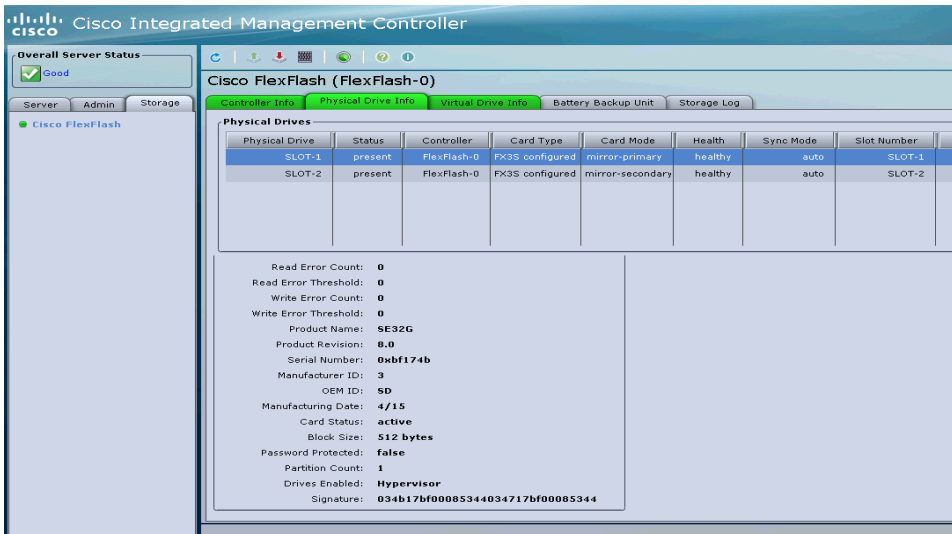 CISCO Cisco Integrated Management Controller
Overall Server Status
Good
Server Admin Storage
Cisco FlexFlash
Cisco FlexFlash (FlexFlash-0)
Controller Info Physical Drive Info Virtual Drive Info Battery Backup Unit Storage Log
Physical Drives
Physical Drive Status Controller Card Type Card Mode Health Sync Mode Slot Number
SLOT-1 present FlexFlash-0 FX3S configured mirror-primary healthy auto SLOT-1
SLOT-2 present FlexFlash-0 FX3S configured mirror-secondary healthy auto SLOT-2
Read Error Count: 0
Read Error Threshold: 0
Write Error Count: 0
Write Error Threshold: 0
Product Name: SE32G
Product Revision: 8.0
Serial Number: 0xbf174b
Manufacturer ID: 3
OEM ID: SD
Manufacturing Date: 4/15
Card Status: active
Block Size: 512 bytes
Password Protected: false
Partition Count: 1
Drives Enabled: Hypervisor
Signature: 034b17bf00085344034717bf00085344